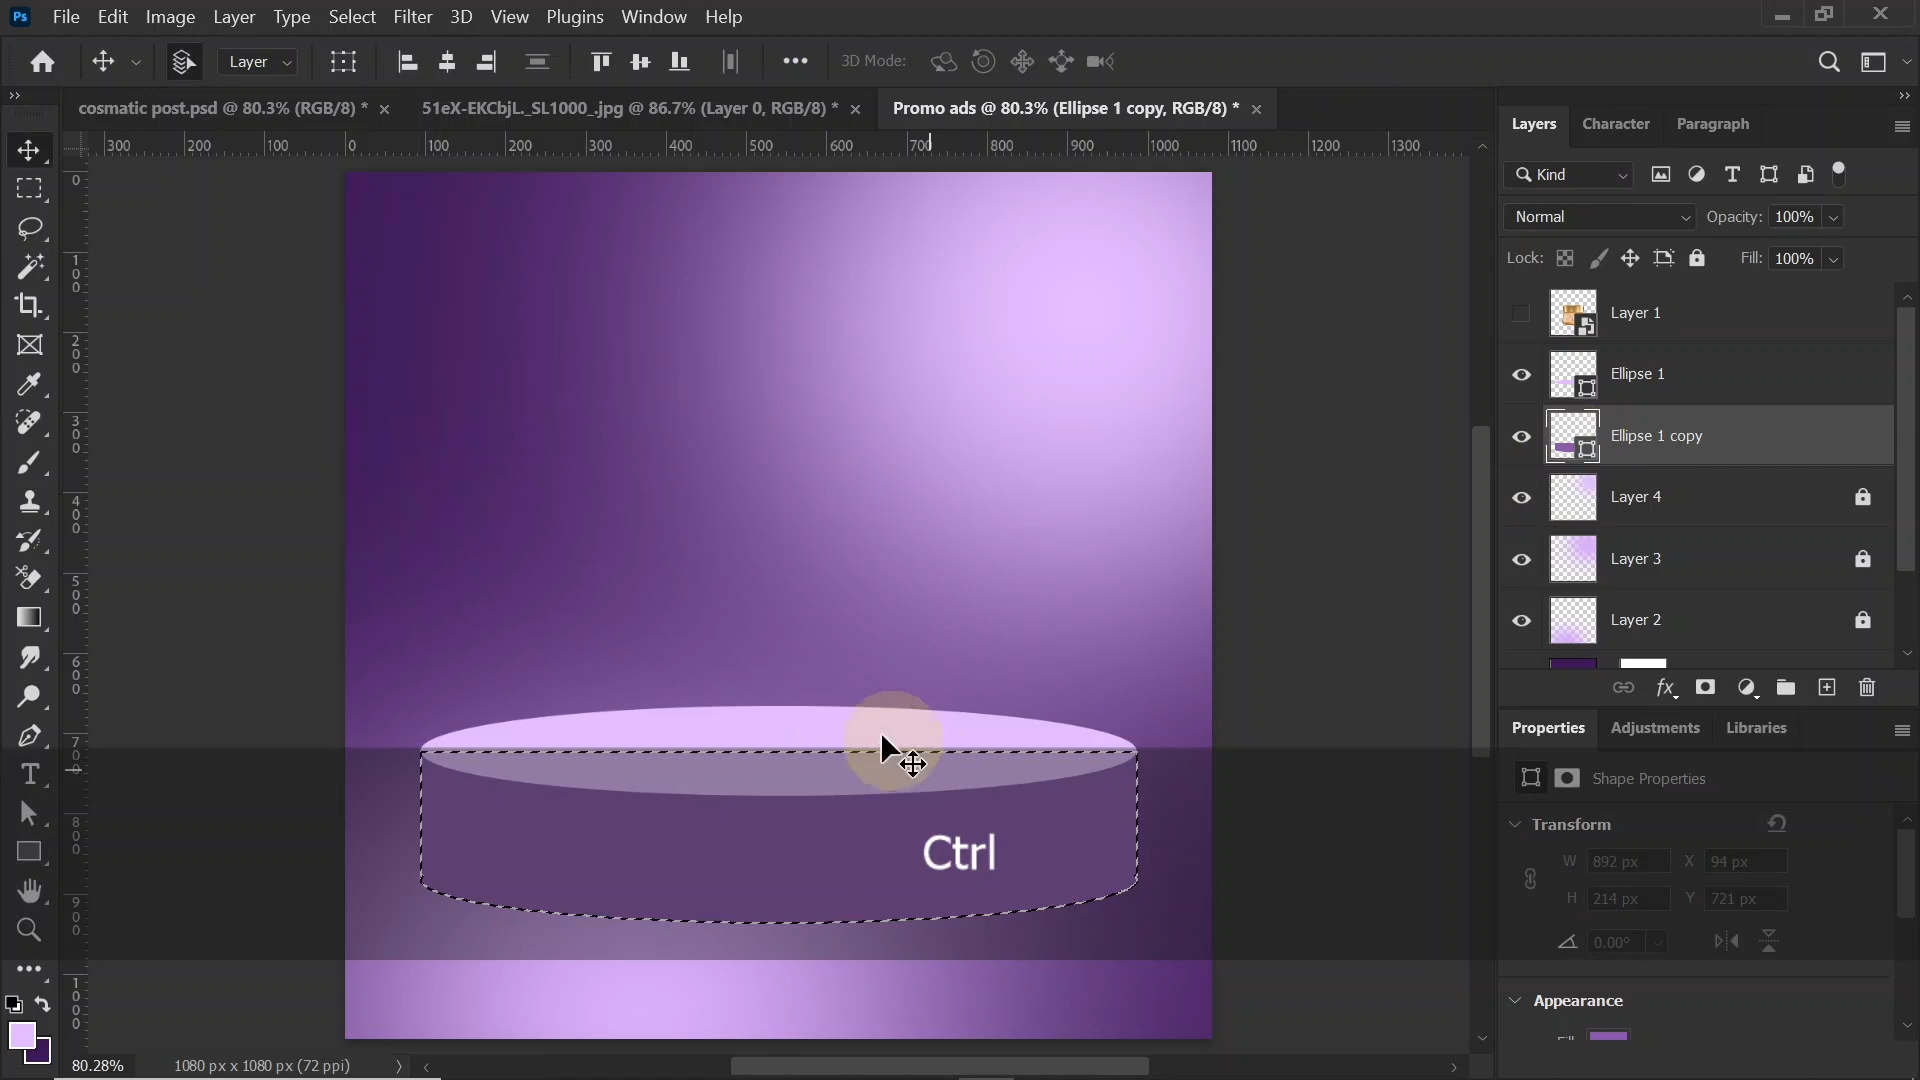 Ps File Edit Image Layer Type Select Filter 3D View Plugins Window Help
Layer 3D Mode:
cosmatic post.psd @ 80.3% (RGB/8) * × 51eX-EKCbjL._SL1000_.jpg @ 86.7% (Layer 0, RGB/8) * × Promo ads @ 80.3% (Ellipse 1 copy, RGB/8) * ×
300 200 100 0 100 200 300 400 500 600 700 800 900 1000 1100 1200 1300
0
100
200
300
400
500
600
700
800
900
1000
Ctrl
80.28% 1080 px x 1080 px (72 ppi)
Layers Character Paragraph
Kind
Normal Opacity: 100%
Lock: Fill: 100%
Layer 1
Ellipse 1
Ellipse 1 copy
Layer 4
Layer 3
Layer 2
fx
Properties Adjustments Libraries
Shape Properties
Transform
W 892 px X 94 px
H 214 px Y 721 px
0.00°
Appearance
Fill